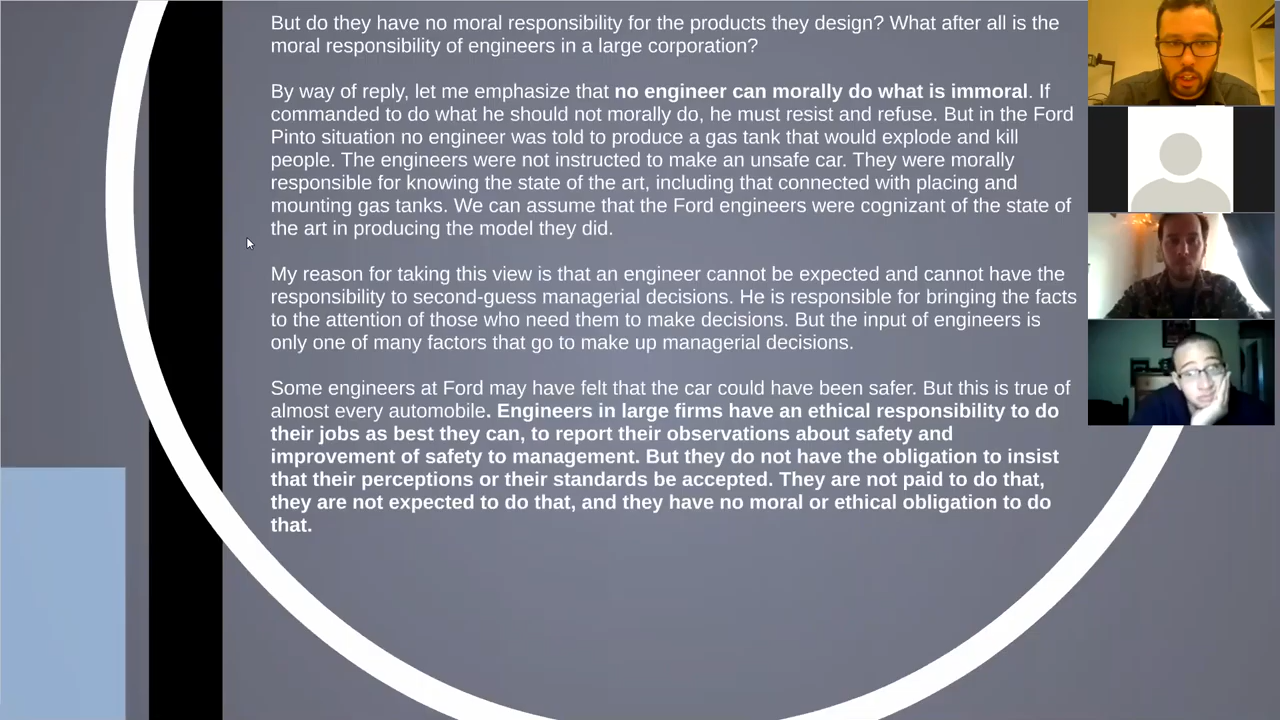 But do they have no moral responsibility for the products they design? What after all is the
moral responsibility of engineers in a large corporation?
By way of reply, let me emphasize that no engineer can morally do what is immoral. If
commanded to do what he should not morally do, he must resist and refuse. But in the Ford
Pinto situation no engineer was told to produce a gas tank that would explode and kill
people. The engineers were not instructed to make an unsafe car. They were morally
responsible for knowing the state of the art, including that connected with placing and
mounting gas tanks. We can assume that the Ford engineers were cognizant of the state of
the art in producing the model they did.
My reason for taking this view is that an engineer cannot be expected and cannot have the
responsibility to second-guess managerial decisions. He is responsible for bringing the facts
to the attention of those who need them to make decisions. But the input of engineers is
only one of many factors that go to make up managerial decisions.
Some engineers at Ford may have felt that the car could have been safer. But this is true of
almost every automobile. Engineers in large firms have an ethical responsibility to do
their jobs as best they can, to report their observations about safety and
improvement of safety to management. But they do not have the obligation to insist
that their perceptions or their standards be accepted. They are not paid to do that,
they are not expected to do that, and they have no moral or ethical obligation to do
that.